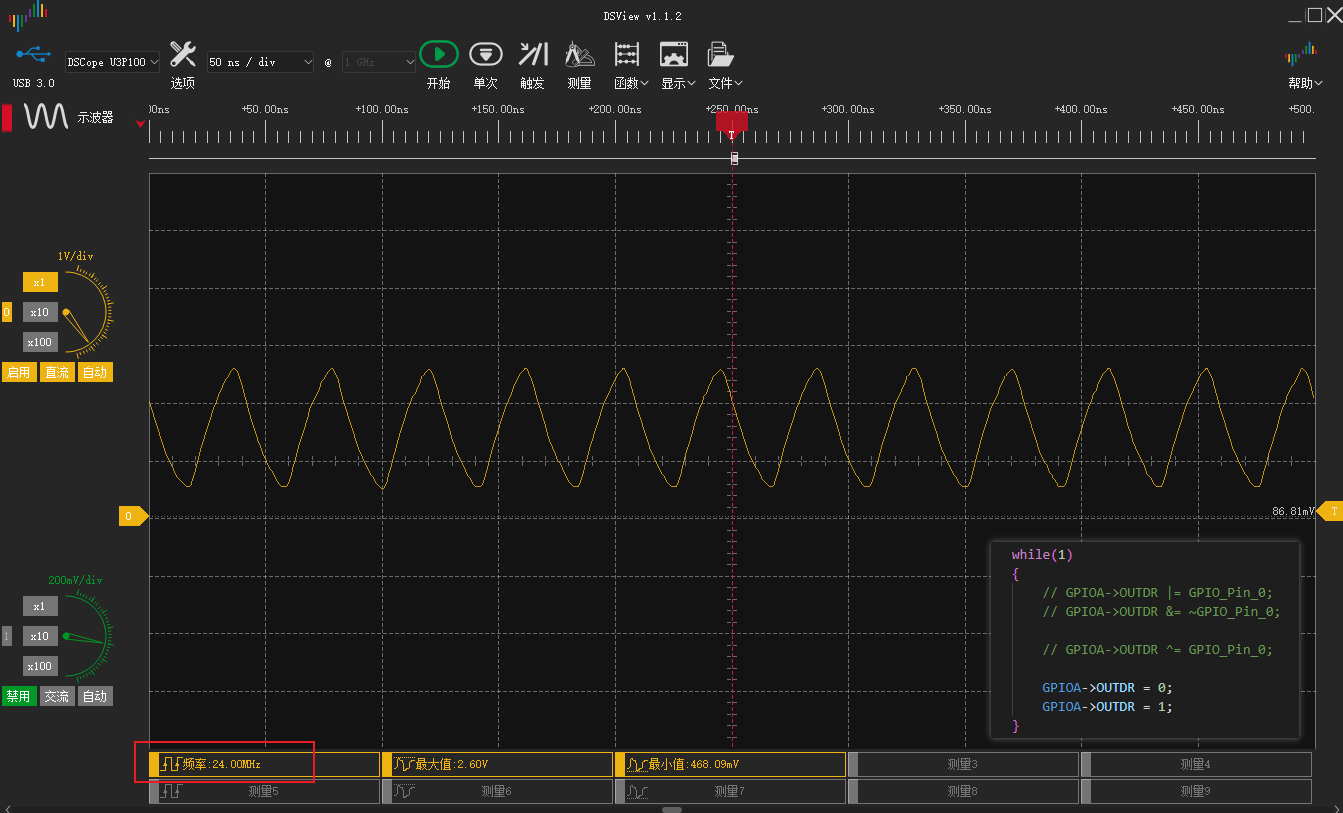 DSView v1.1.2
USB 3.0
DSCope U3P100
选项
50 ns / div
@
1 GHz
开始
单次
触发
测量
函数
显示
文件
帮助
示波器
00ns
+50.00ns
+100.00ns
+150.00ns
+200.00ns
+250.00ns
+300.00ns
+350.00ns
+400.00ns
+450.00ns
+500.
T
1V/div
x1
0
x10
x100
启用
直流
自动
0
86.81mV
T
200mV/div
x1
1
x10
x100
禁用
交流
自动
while(1)
{
// GPIOA->OUTDR |= GPIO_Pin_0;
// GPIOA->OUTDR &= ~GPIO_Pin_0;
// GPIOA->OUTDR ^= GPIO_Pin_0;
GPIOA->OUTDR = 0;
GPIOA->OUTDR = 1;
}
频率:24.00MHz
最大值:2.60V
最小值:468.09mV
测量3
测量4
测量5
测量6
测量7
测量8
测量9